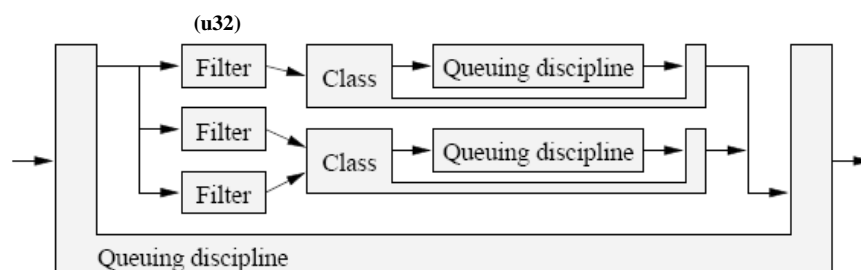 (u32)
Filter
Class
Queuing discipline
Filter
Class
Queuing discipline
Filter
Queuing discipline